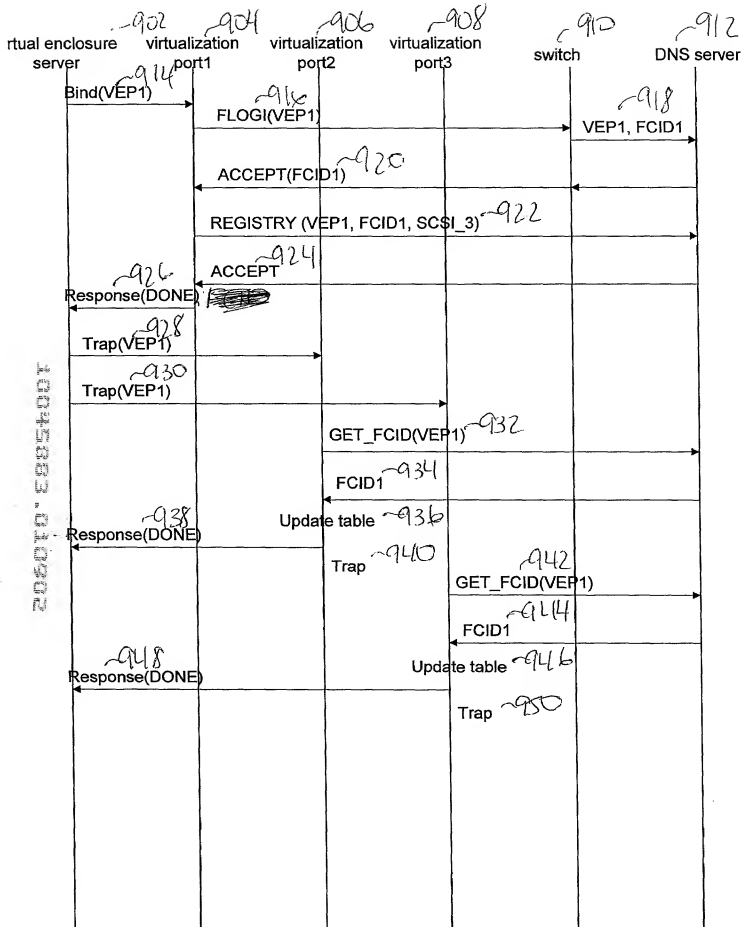 902 904 906 908 910 912
rtual enclosure server
virtualization port1
virtualization port2
virtualization port3
switch
DNS server
914
Bind(VEP1)
916
FLOGI(VEP1)
918
VEP1, FCID1
920
ACCEPT(FCID1)
REGISTRY (VEP1, FCID1, SCSI_3) 922
924
ACCEPT
926
Response(DONE)
928
Trap(VEP1)
930
Trap(VEP1)
GET_FCID(VEP1) 932
934
FCID1
Update table 936
938
Response(DONE)
Trap 940
942
GET_FCID(VEP1)
944
FCID1
Update table 946
948
Response(DONE)
Trap 950
10045883.010902